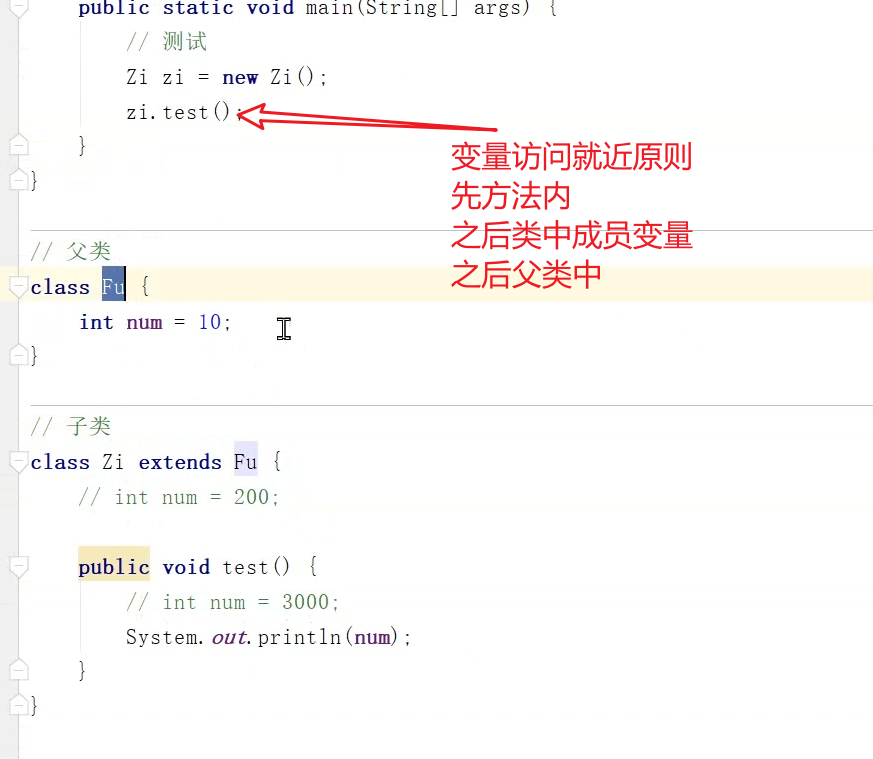 public static void main(String[] args) {
// 测试
Zi zi = new Zi();
zi.test();
}
}
变量访问就近原则
先方法内
之后类中成员变量
之后父类中
// 父类
class Fu {
int num = 10;
}
// 子类
class Zi extends Fu {
// int num = 200;
public void test() {
// int num = 3000;
System.out.println(num);
}
}